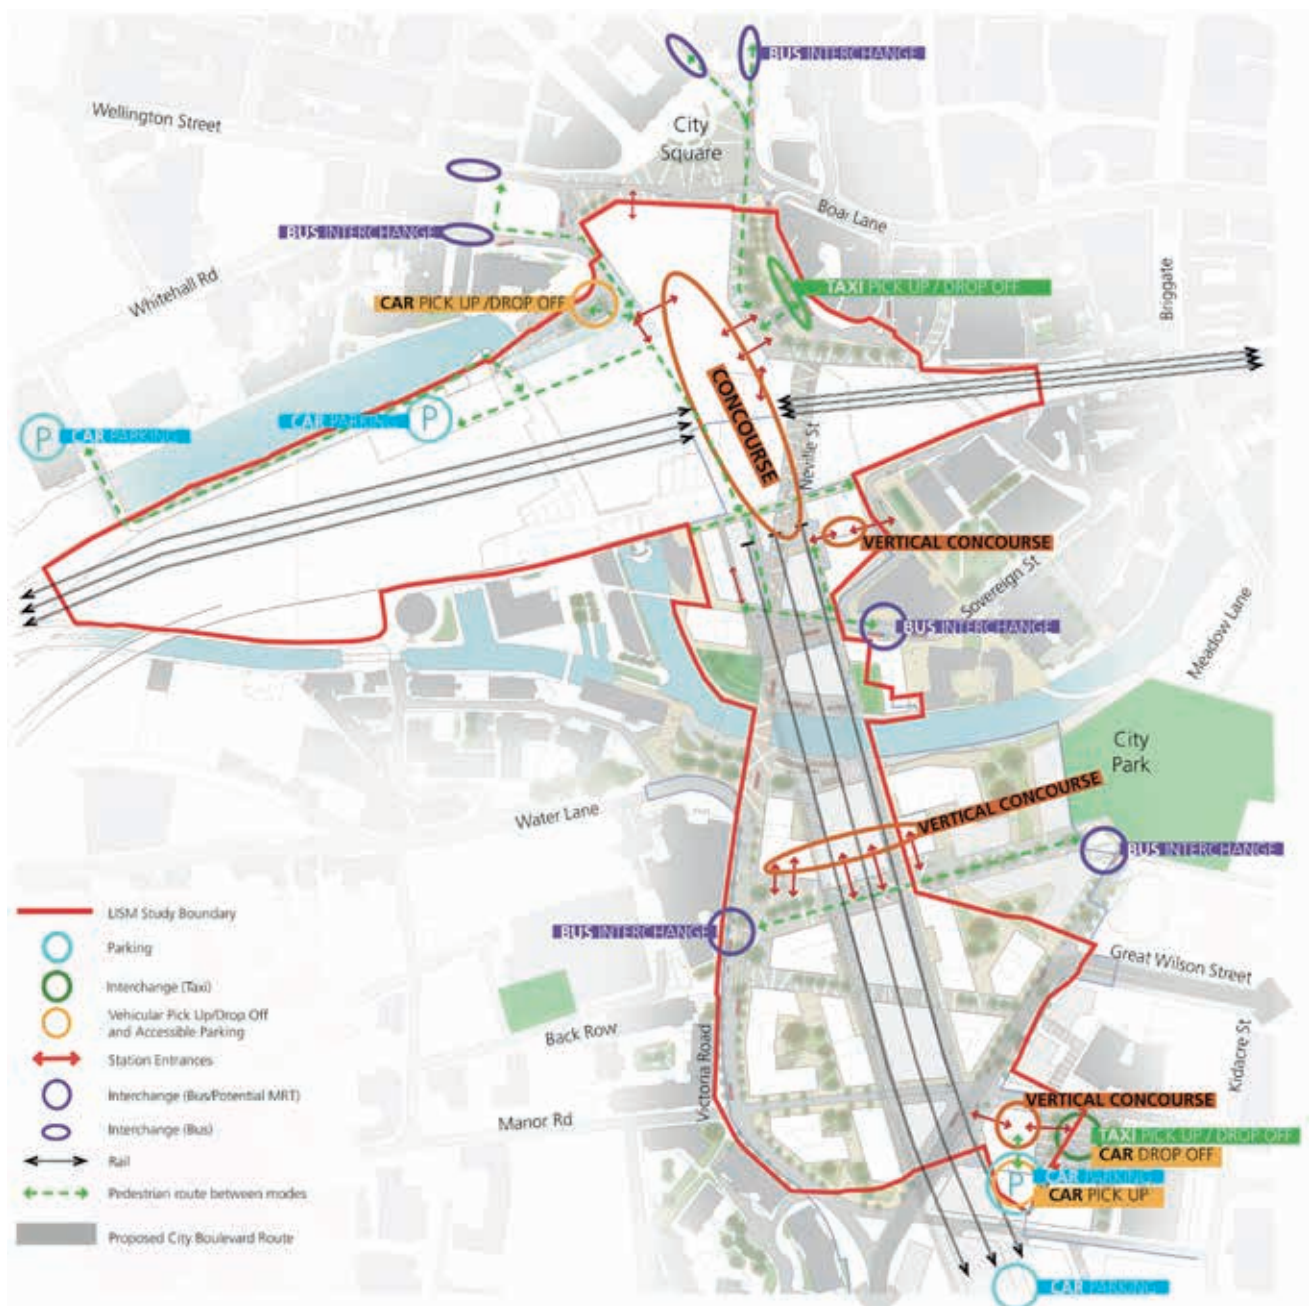 BUS INTERCHANGE
Wellington Street
City
Square
Boar Lane
BUS INTERCHANGE
Whitehall Rd
TAXI PICK UP / DROP OFF
CAR PICK UP /DROP OFF
Briggate
CONCOURSE
P CAR PARKING
CAR PARKING P
Neville St
VERTICAL CONCOURSE
Sovereign St
BUS INTERCHANGE
Meadow Lane
City
Park
VERTICAL CONCOURSE
Water Lane
BUS INTERCHANGE
BUS INTERCHANGE
Great Wilson Street
Back Row
Victoria Road
Kidacre St
Manor Rd
VERTICAL CONCOURSE
TAXI PICK UP / DROP OFF
CAR DROP OFF
P CAR PARKING
CAR PICK UP
CAR PARKING
LISM Study Boundary
Parking
Interchange (Taxi)
Vehicular Pick Up/Drop Off
and Accessible Parking
Station Entrances
Interchange (Bus/Potential MRT)
Interchange (Bus)
Rail
Pedestrian route between modes
Proposed City Boulevard Route